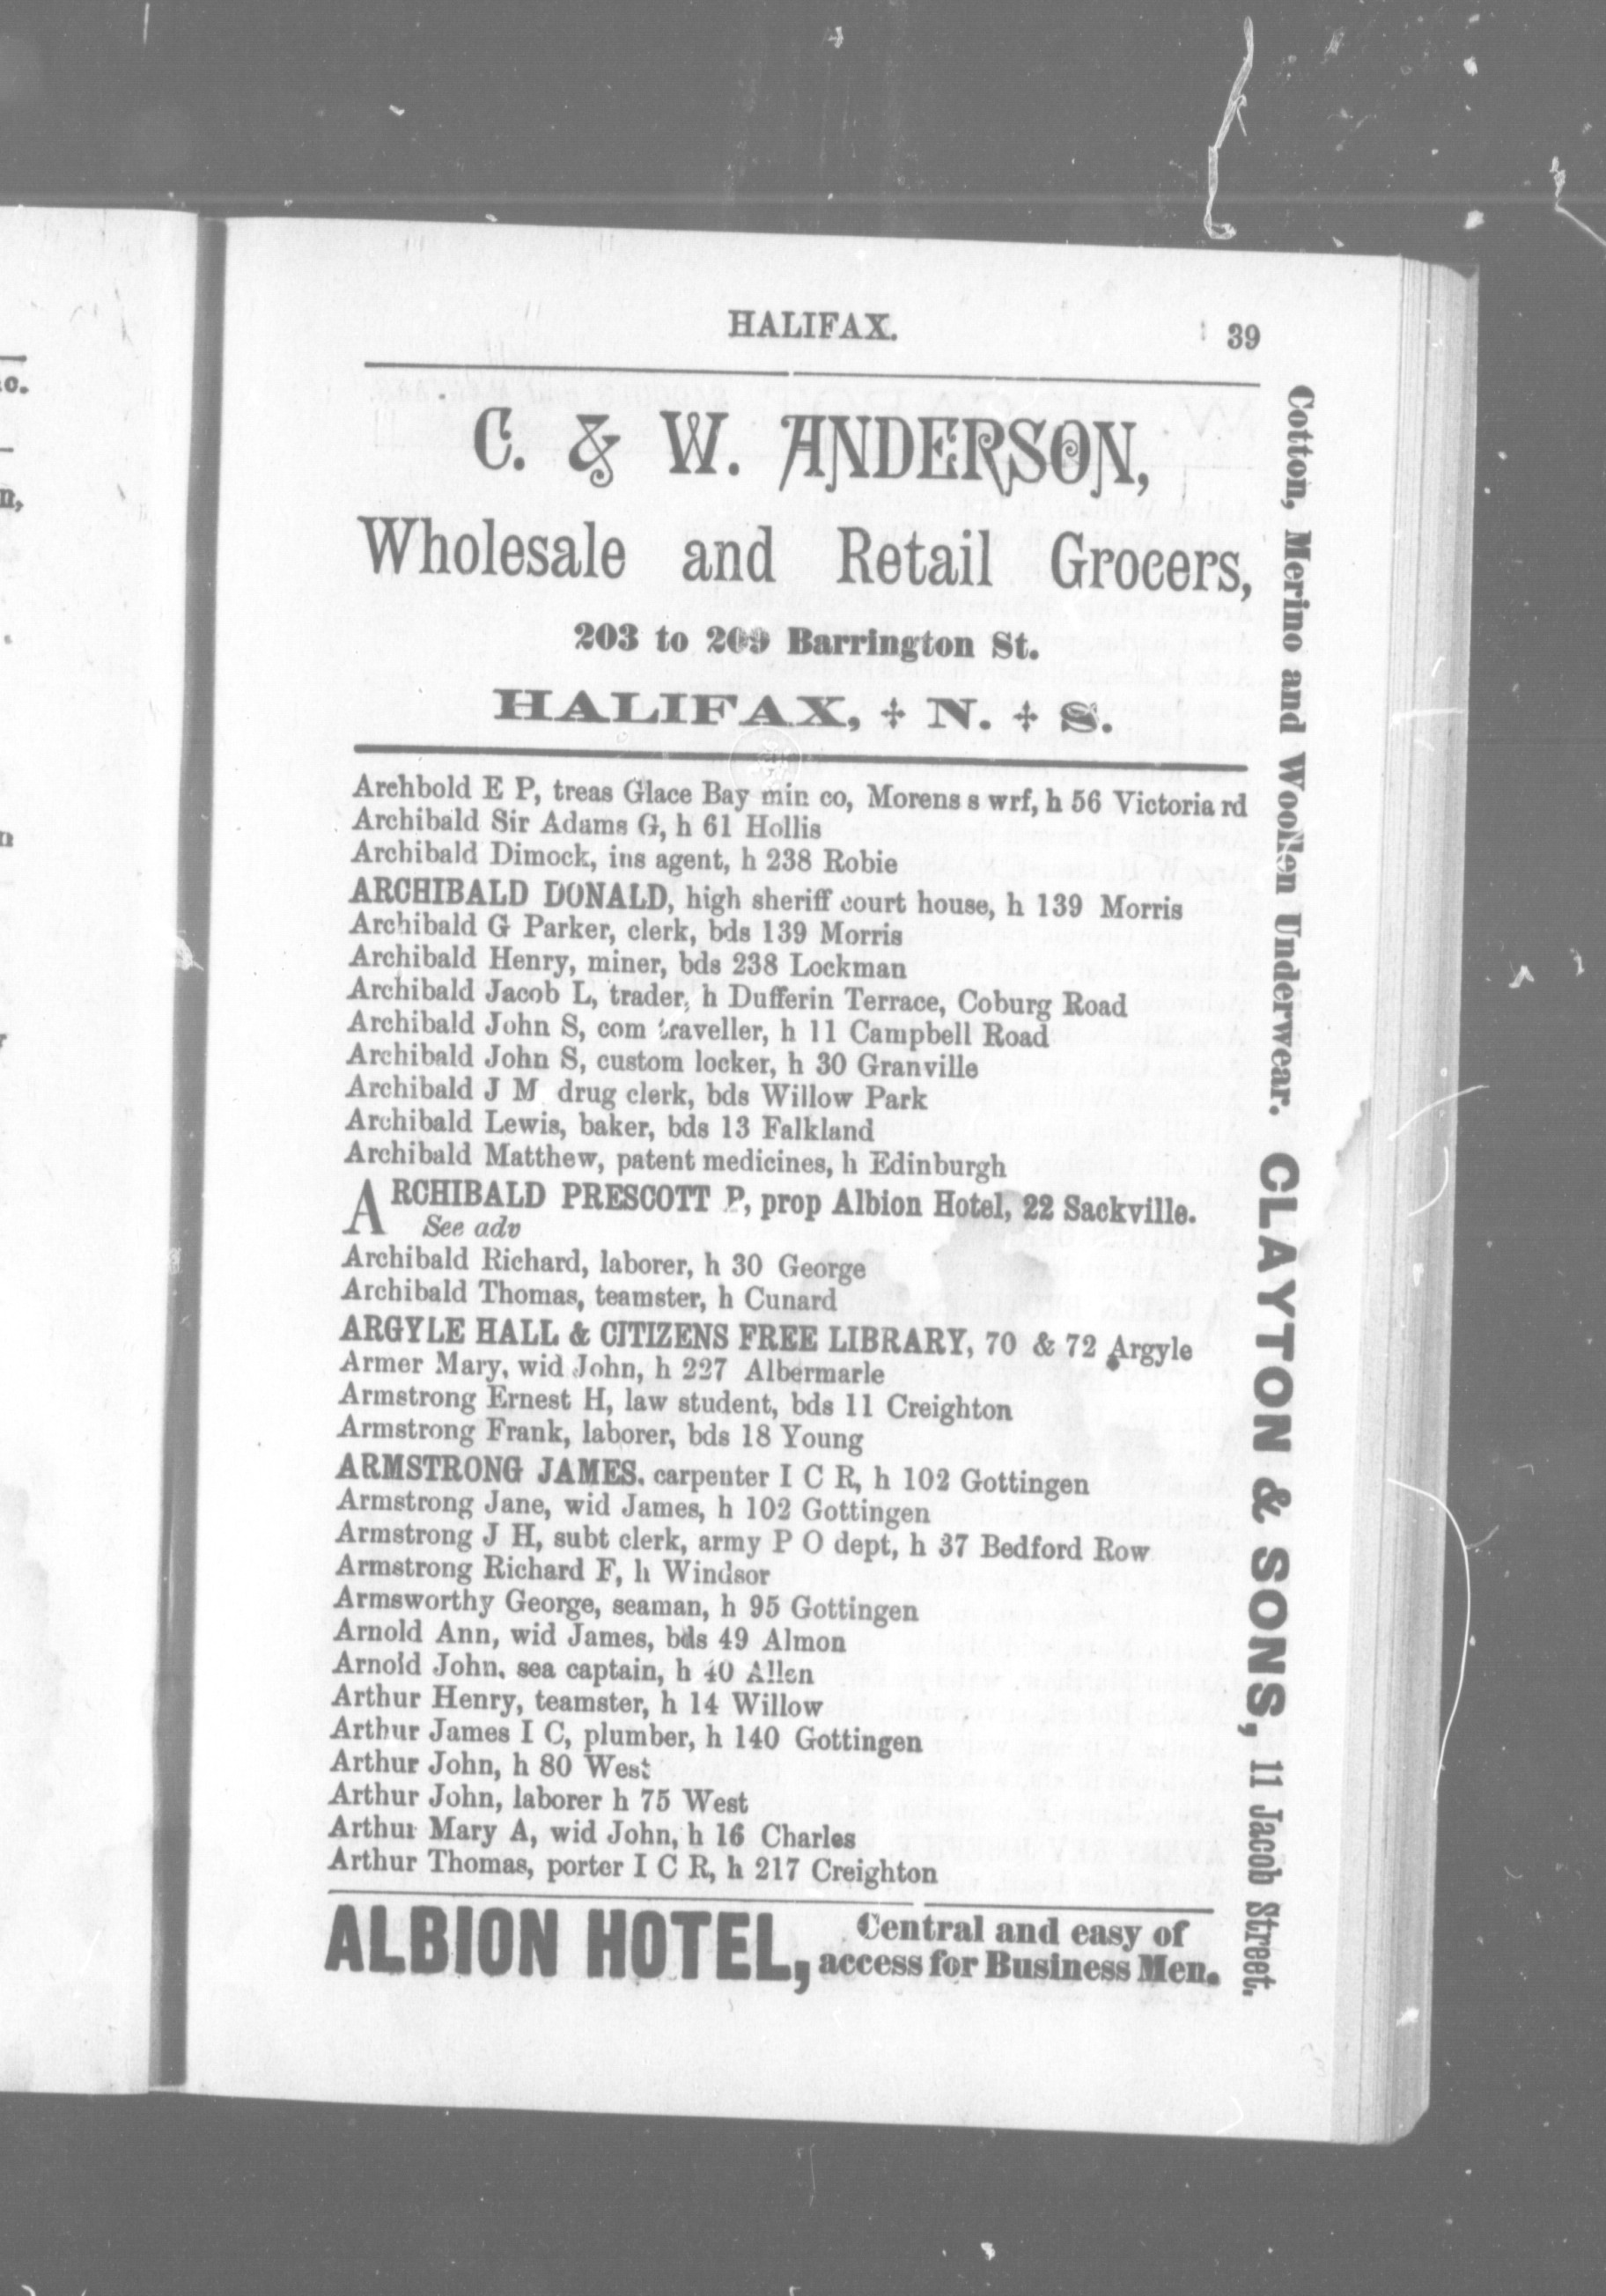 HALIFAX.
39
C. & W. ANDERSON,
Wholesale and Retail Grocers,
203 to 209 Barrington St.
HALIFAX, N. S.
Archbold E P, treas Glace Bay min co, Morens s wrf, h 56 Victoria rd
Archibald Sir Adams G, h 61 Hollis
Archibald Dimock, ins agent, h 238 Robie
ARCHIBALD DONALD, high sheriff court house, h 139 Morris
Archibald G Parker, clerk, bds 139 Morris
Archibald Henry, miner, bds 238 Lockman
Archibald Jacob L, trader, h Dufferin Terrace, Coburg Road
Archibald John S, com traveller, h 11 Campbell Road
Archibald John S, custom locker, h 30 Granville
Archibald J M drug clerk, bds Willow Park
Archibald Lewis, baker, bds 13 Falkland
Archibald Matthew, patent medicines, h Edinburgh
ARCHIBALD PRESCOTT P, prop Albion Hotel, 22 Sackville.
See adv
Archibald Richard, laborer, h 30 George
Archibald Thomas, teamster, h Cunard
ARGYLE HALL & CITIZENS FREE LIBRARY, 70 & 72 Argyle
Armer Mary, wid John, h 227 Albermarle
Armstrong Ernest H, law student, bds 11 Creighton
Armstrong Frank, laborer, bds 18 Young
ARMSTRONG JAMES. carpenter I C R, h 102 Gottingen
Armstrong Jane, wid James, h 102 Gottingen
Armstrong J H, subt clerk, army P O dept, h 37 Bedford Row
Armstrong Richard F, h Windsor
Armsworthy George, seaman, h 95 Gottingen
Arnold Ann, wid James, bds 49 Almon
Arnold John, sea captain, h 40 Allen
Arthur Henry, teamster, h 14 Willow
Arthur James I C, plumber, h 140 Gottingen
Arthur John, h 80 West
Arthur John, laborer h 75 West
Arthur Mary A, wid John, h 16 Charles
Arthur Thomas, porter I C R, h 217 Creighton
ALBION HOTEL, Central and easy of
access for Business Men.
Cotton, Merino and Woollen Underwear. CLAYTON & SONS, 11 Jacob Street.